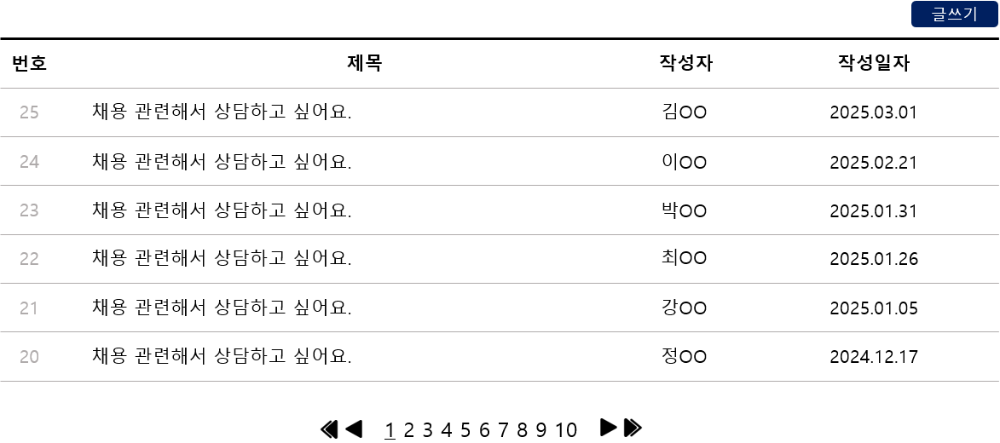 글쓰기
번호 제목 작성자 작성일자
25 채용 관련해서 상담하고 싶어요. 김OO 2025.03.01
24 채용 관련해서 상담하고 싶어요. 이OO 2025.02.21
23 채용 관련해서 상담하고 싶어요. 박OO 2025.01.31
22 채용 관련해서 상담하고 싶어요. 최OO 2025.01.26
21 채용 관련해서 상담하고 싶어요. 강OO 2025.01.05
20 채용 관련해서 상담하고 싶어요. 정OO 2024.12.17
1 2 3 4 5 6 7 8 9 10